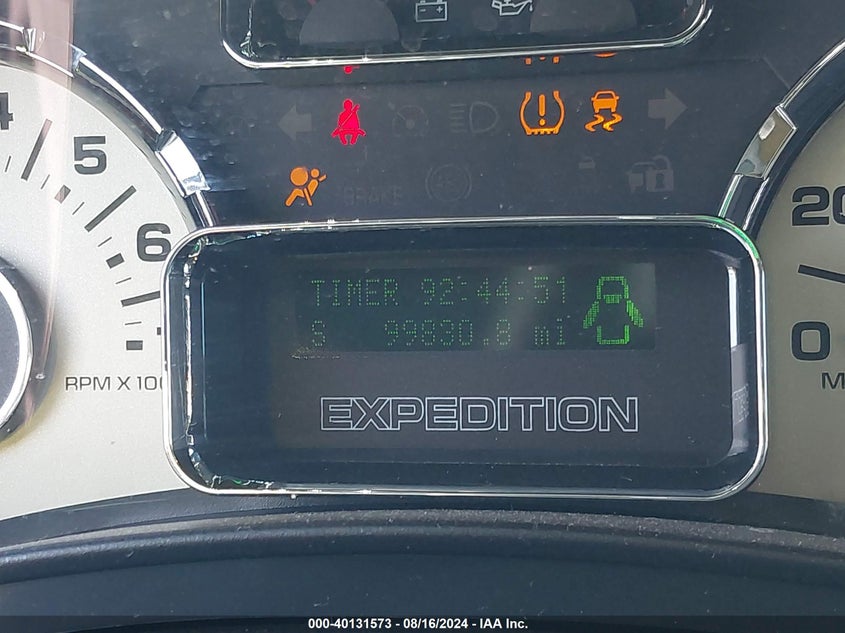 4
5
6
RPM X 100
BRAKE
TIMER 92:44:51
S 99830.8 mi
EXPEDITION
20
0
M
000-40131573 - 08/16/2024 - IAA Inc.